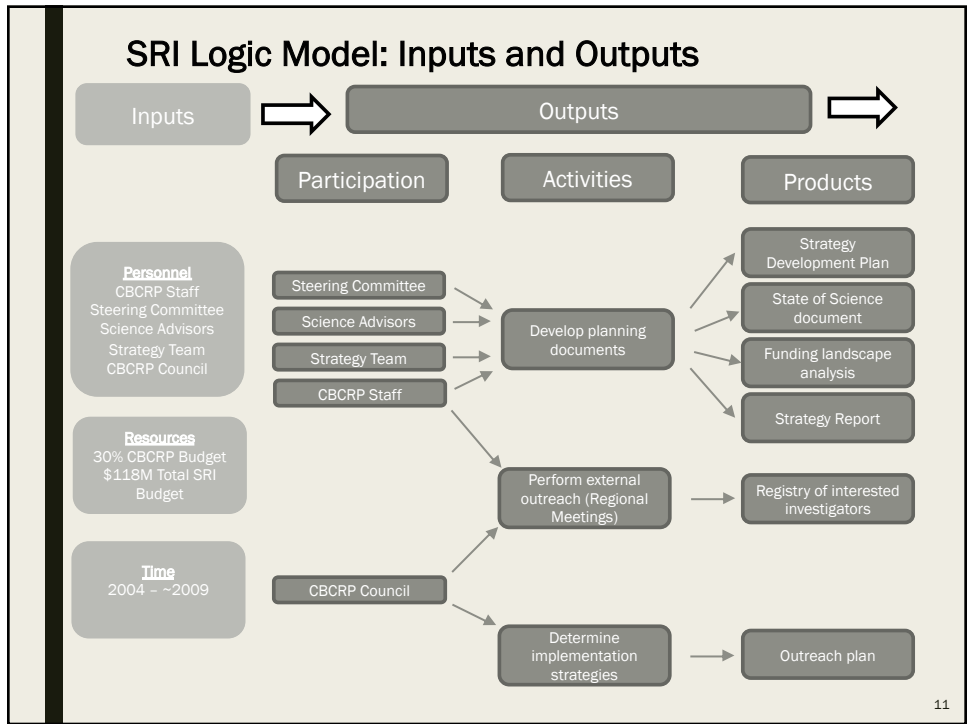 SRI Logic Model: Inputs and Outputs
Inputs
Outputs
Participation
Activities
Products
Personnel
CBCRP Staff
Steering Committee
Science Advisors
Strategy Team
CBCRP Council
Resources
30% CBCRP Budget
$118M Total SRI
Budget
Time
2004 – ~2009
Steering Committee
Science Advisors
Strategy Team
CBCRP Staff
CBCRP Council
Develop planning
documents
Perform external
outreach (Regional
Meetings)
Determine
implementation
strategies
Strategy
Development Plan
State of Science
document
Funding landscape
analysis
Strategy Report
Registry of interested
investigators
Outreach plan
11